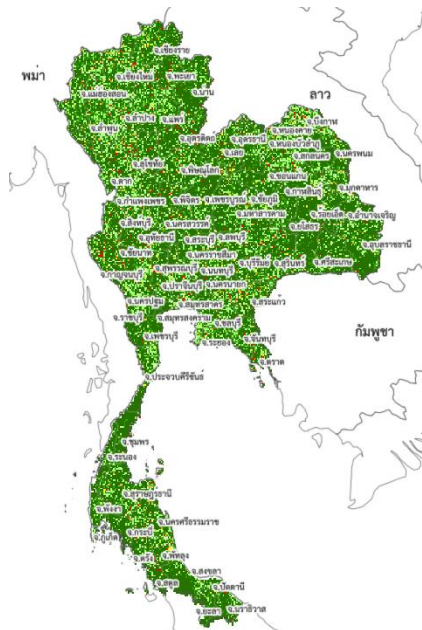 จ.เชียงราย
พม่า
จ.เชียงใหม่ จ.พะเยา
จ.แม่ฮ่องสอน จ.น่าน
ลาว
จ.ลำปาง จ.แพร่
จ.บึงกาฬ
จ.ลำพูน
จ.อุตรดิตถ์ จ.อุดรธานี จ.หนองคาย
จ.หนองบัวลำภู
จ.เลย จ.สกลนคร จ.นครพนม
จ.สุโขทัย
จ.พิษณุโลก จ.ขอนแก่น
จ.ตาก จ.กาฬสินธุ์ จ.มุกดาหาร
จ.กำแพงเพชร จ.พิจิตร จ.เพชรบูรณ์ จ.ชัยภูมิ
จ.มหาสารคาม จ.ร้อยเอ็ด จ.อำนาจเจริญ
จ.สิงห์บุรี จ.นครสวรรค์ จ.ยโสธร
จ.อุทัยธานี จ.สระบุรี จ.ลพบุรี
จ.อุบลราชธานี
จ.ชัยนาท จ.นครราชสีมา จ.บุรีรัมย์ จ.สุรินทร์ จ.ศรีสะเกษ
จ.กาญจนบุรี จ.สุพรรณบุรี จ.นนทบุรี
จ.ปราจีนบุรี จ.นครนายก
จ.นครปฐม จ.สมุทรสาคร จ.สระแก้ว
จ.ราชบุรี จ.สมุทรสงคราม
จ.ชลบุรี
กัมพูชา
จ.เพชรบุรี จ.ระยอง จ.จันทบุรี
จ.ตราด
จ.ประจวบคีรีขันธ์
จ.ชุมพร
จ.ระนอง
จ.สุราษฎร์ธานี
จ.พังงา
จ.นครศรีธรรมราช
จ.ภูเก็ต จ.กระบี่
จ.ตรัง จ.พัทลุง
จ.สงขลา
จ.สตูล จ.ปัตตานี
จ.ยะลา จ.นราธิวาส